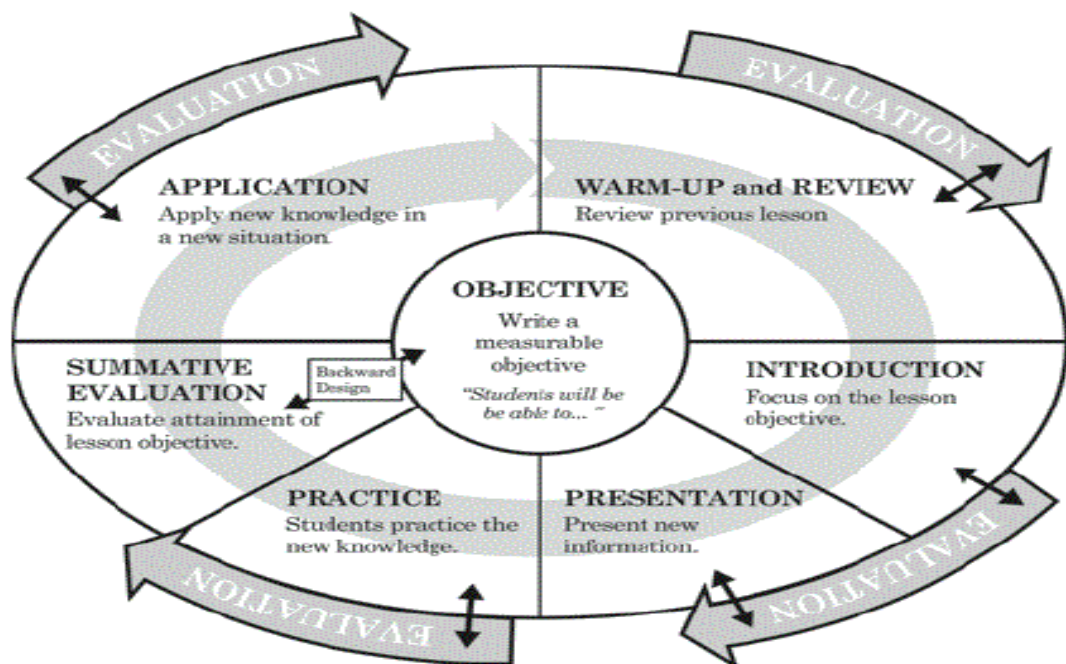 EVALUATION
EVALUATION
APPLICATION
Apply new knowledge in
a new situation.
WARM-UP and REVIEW
Review previous lesson
OBJECTIVE
Write a
measurable
objective
"Students will be
be able to... "
SUMMATIVE
EVALUATION
Evaluate attainment of
lesson objective.
Backward
Design
INTRODUCTION
Focus on the lesson
objective.
PRACTICE
Students practice the
new knowledge.
PRESENTATION
Present new
information.
EVALUATION
EVALUATION